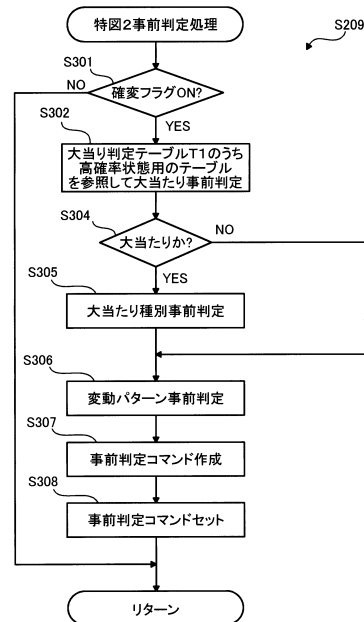 特図2事前判定処理
S209
S301
NO
確変フラグON?
S302
YES
大当り判定テーブルT1のうち
高確率状態用のテーブル
を参照して大当たり事前判定
S304
NO
大当たりか?
YES
S305
大当たり種別事前判定
S306
変動パターン事前判定
S307
事前判定コマンド作成
S308
事前判定コマンドセット
リターン